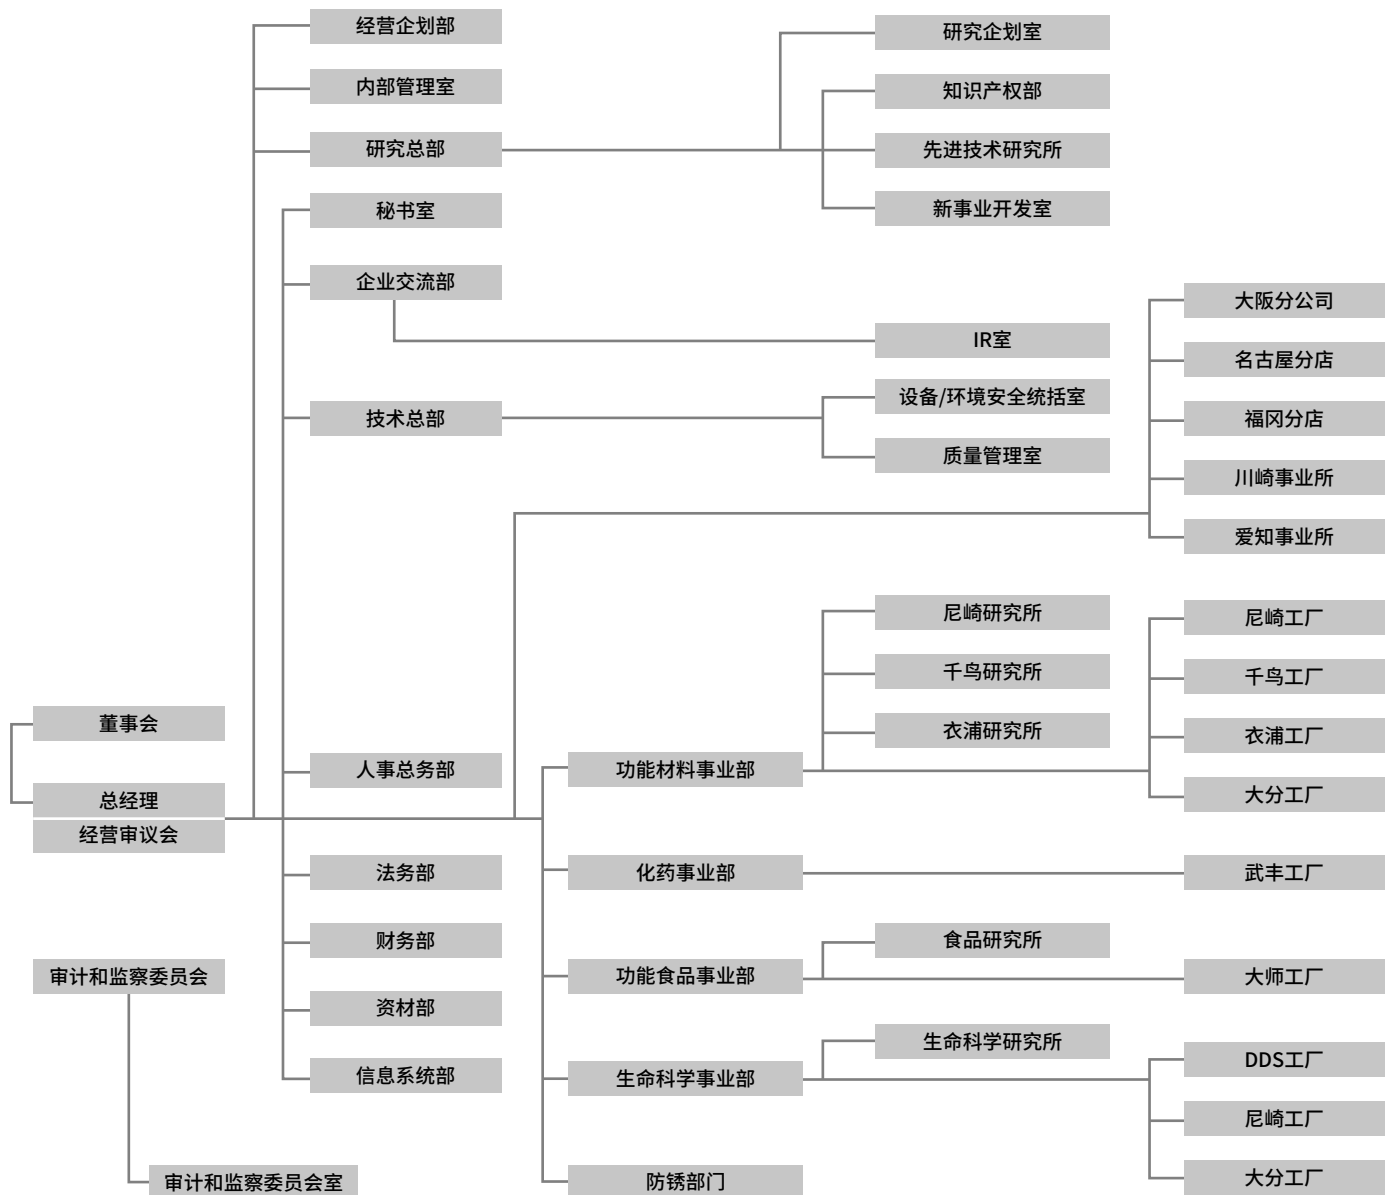 经营企划部
内部管理室
研究总部
研究企划室
知识产权部
先进技术研究所
新事业开发室
秘书室
企业交流部
IR室
技术总部
设备/环境安全统括室
质量管理室
大阪分公司
名古屋分店
福冈分店
川崎事业所
爱知事业所
董事会
总经理
经营审议会
人事总务部
法务部
财务部
资材部
信息系统部
功能材料事业部
尼崎研究所
千鸟研究所
衣浦研究所
尼崎工厂
千鸟工厂
衣浦工厂
大分工厂
化药事业部
武丰工厂
功能食品事业部
食品研究所
大师工厂
生命科学事业部
生命科学研究所
DDS工厂
尼崎工厂
大分工厂
防锈部门
审计和监察委员会
审计和监察委员会室